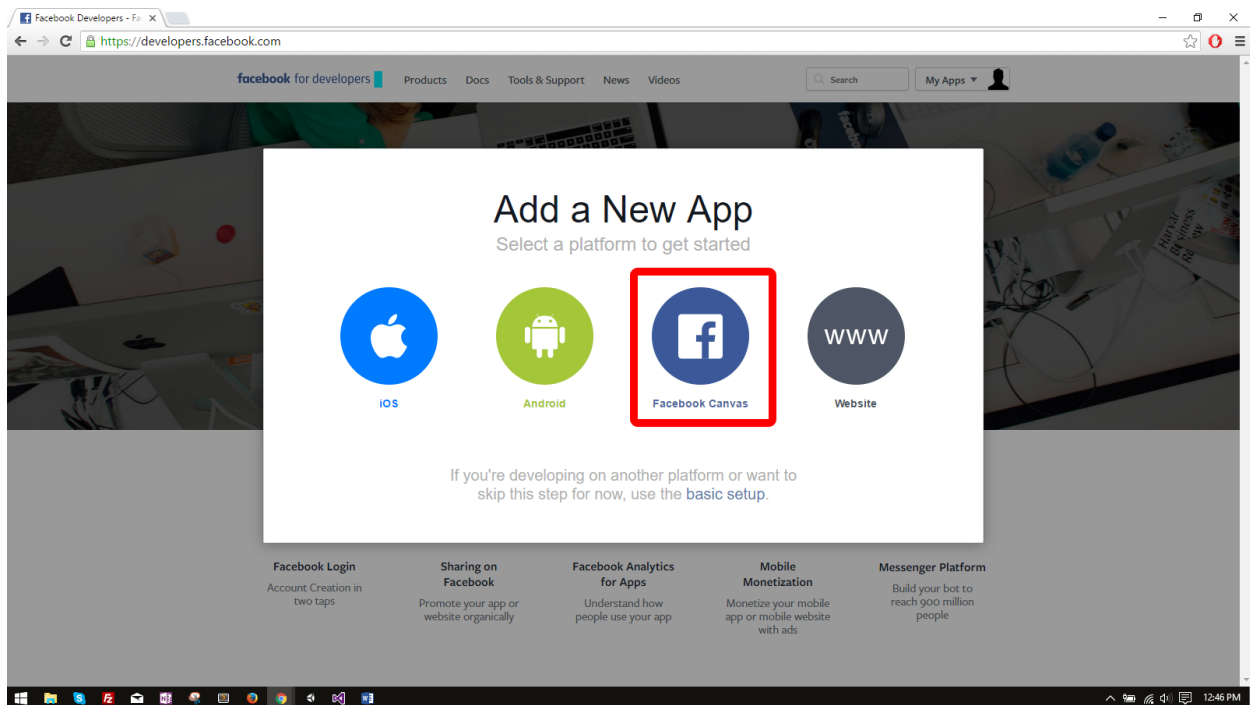 Facebook Developers - Fa
https://developers.facebook.com
facebook for developers Products Docs Tools & Support News Videos Search My Apps
Add a New App
Select a platform to get started
www
iOS Android Facebook Canvas Website
If you're developing on another platform or want to
skip this step for now, use the basic setup.
Facebook Login
Account Creation in
two taps
Sharing on
Facebook
Promote your app or
website organically
Facebook Analytics
for Apps
Understand how
people use your app
Mobile
Monetization
Monetize your mobile
app or mobile website
with ads
Messenger Platform
Build your bot to
reach 900 million
people
12:46 PM